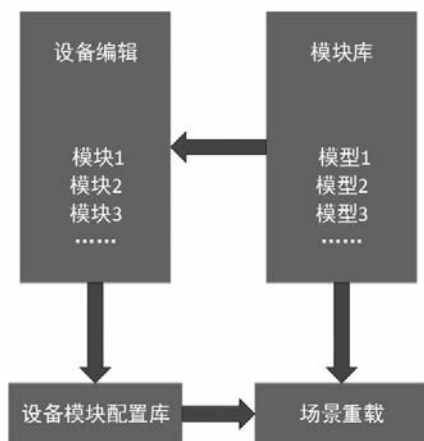 设备编辑
模块1
模块2
模块3
……
模块库
模型1
模型2
模型3
……
设备模块配置库
场景重载